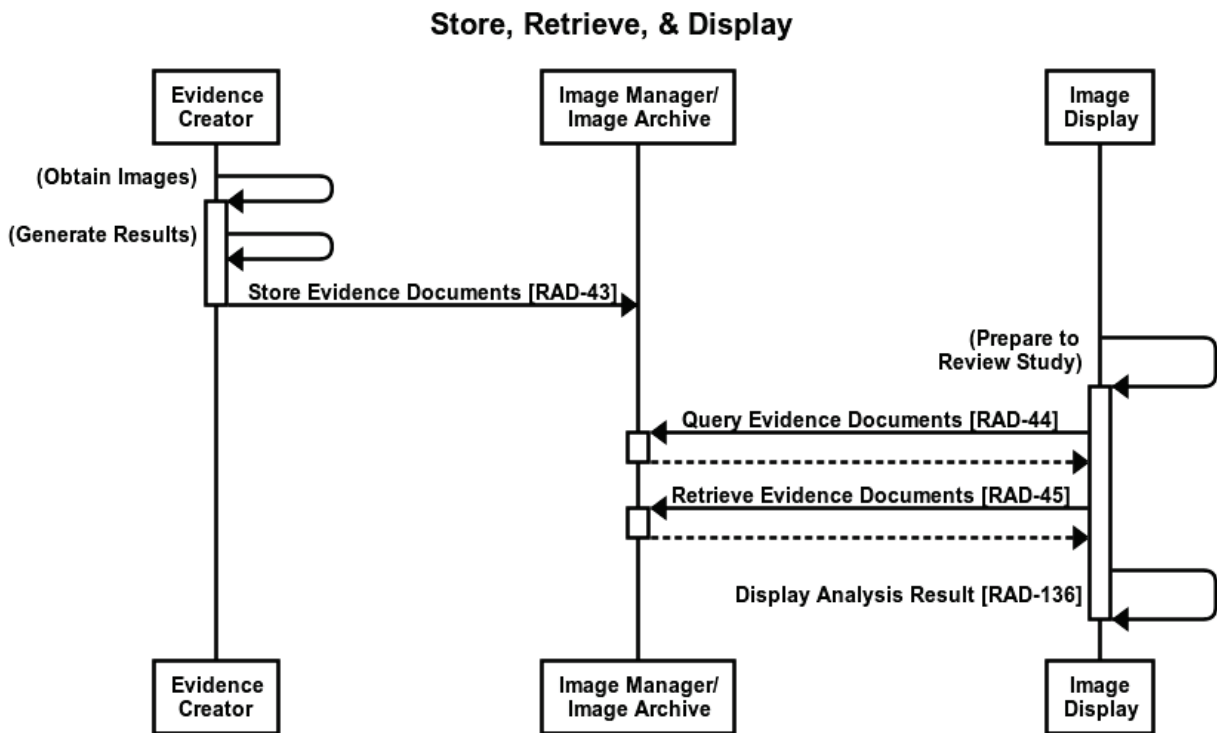 Store, Retrieve, & Display
Evidence
Creator
Image Manager/
Image Archive
Image
Display
(Obtain Images)
(Generate Results)
Store Evidence Documents [RAD-43]
(Prepare to
Review Study)
Query Evidence Documents [RAD-44]
Retrieve Evidence Documents [RAD-45]
Display Analysis Result [RAD-136]
Evidence
Creator
Image Manager/
Image Archive
Image
Display